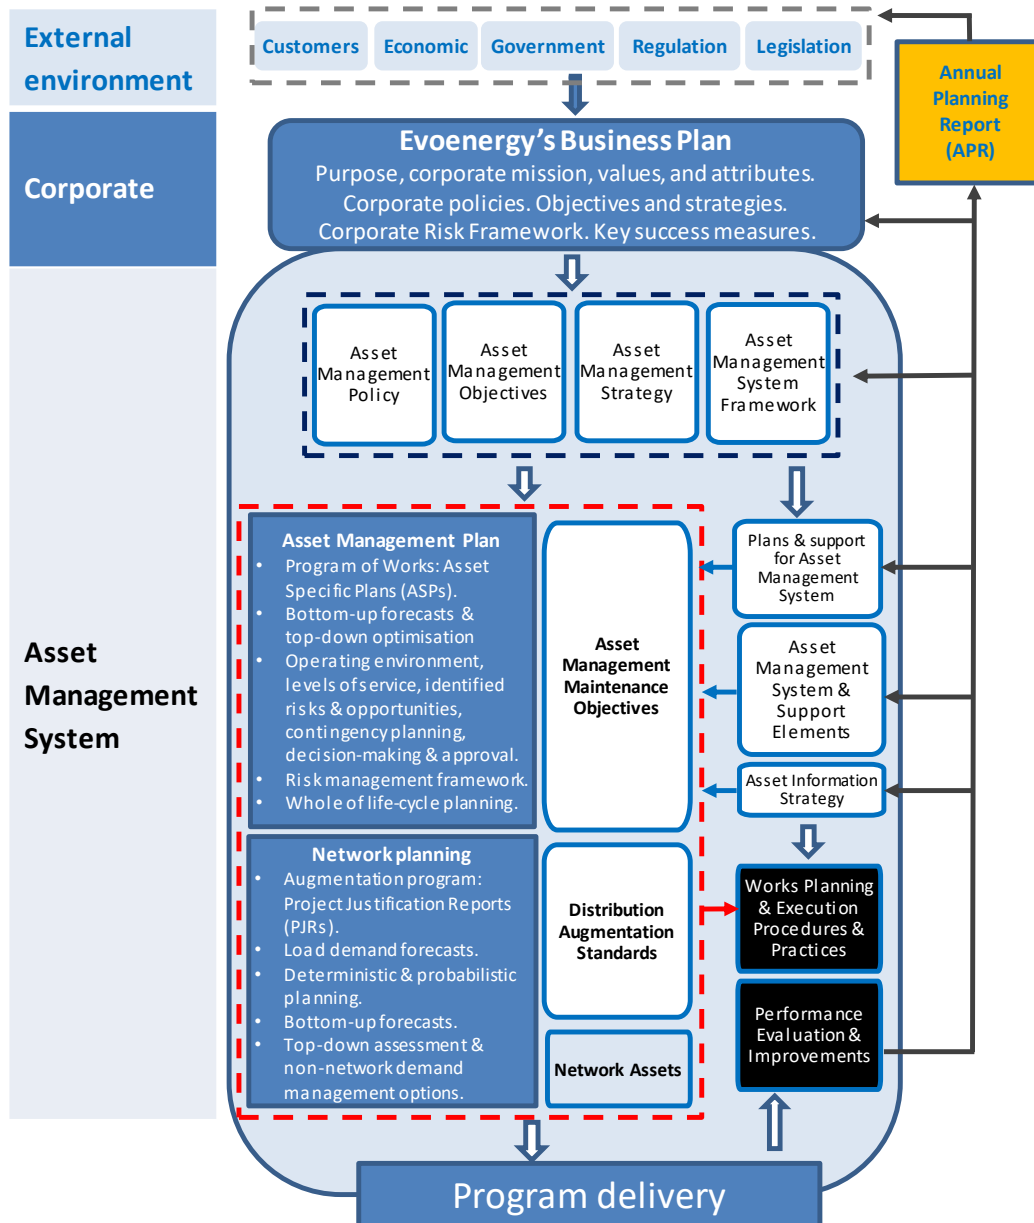 External
environment
Customers
Economic
Government
Regulation
Legislation
Annual
Planning
Report
(APR)
Corporate
Evoenergy's Business Plan
Purpose, corporate mission, values, and attributes.
Corporate policies. Objectives and strategies.
Corporate Risk Framework. Key success measures.
Asset
Management
Policy
Asset
Management
Objectives
Asset
Management
Strategy
Asset
Management
System
Framework
Asset
Management
System
Asset Management Plan
• Program of Works: Asset
Specific Plans (ASPs).
• Bottom-up forecasts &
top-down optimisation
• Operating environment,
levels of service, identified
risks & opportunities,
contingency planning,
decision-making & approval.
• Risk management framework.
• Whole of life-cycle planning.
Asset
Management
Maintenance
Objectives
Plans & support
for Asset
Management
System
Asset
Management
System &
Support
Elements
Asset Information
Strategy
Network planning
• Augmentation program:
Project Justification Reports
(PJRs).
• Load demand forecasts.
• Deterministic & probabilistic
planning.
• Bottom-up forecasts.
• Top-down assessment &
non-network demand
management options.
Distribution
Augmentation
Standards
Network Assets
Works Planning
& Execution
Procedures &
Practices
Performance
Evaluation &
Improvements
Program delivery